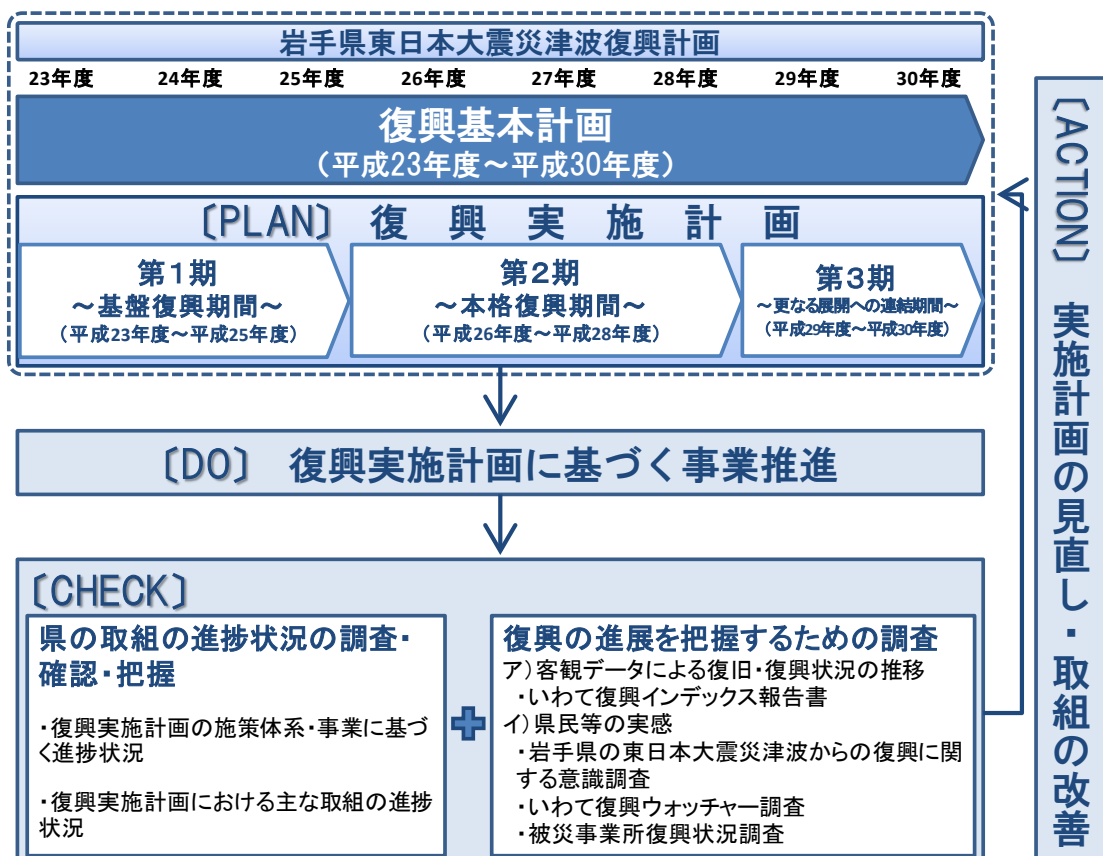 岩手県東日本大震災津波復興計画
23年度 24年度 25年度 26年度 27年度 28年度 29年度 30年度
復興基本計画
（平成23年度～平成30年度）
〔PLAN〕 復 興 実 施 計 画
第１期
～基盤復興期間～
（平成23年度～平成25年度）
第２期
～本格復興期間～
（平成26年度～平成28年度）
第３期
～更なる展開への連結期間～
（平成29年度～平成30年度）
〔DO〕 復興実施計画に基づく事業推進
〔CHECK〕
県の取組の進捗状況の調査・
確認・把握
・復興実施計画の施策体系・事業に基づ
く進捗状況
・復興実施計画における主な取組の進捗
状況
復興の進展を把握するための調査
ア）客観データによる復旧・復興状況の推移
・いわて復興インデックス報告書
イ）県民等の実感
・岩手県の東日本大震災津波からの復興に関
する意識調査
・いわて復興ウォッチャー調査
・被災事業所復興状況調査
〔ACTION〕 実施計画の見直し・取組の改善